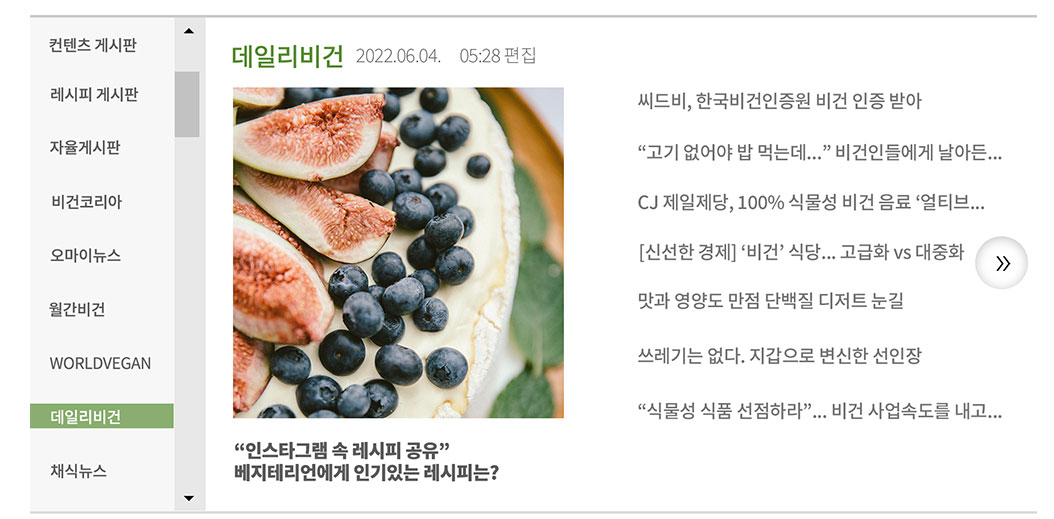 컨텐츠 게시판
레시피 게시판
자율게시판
비건코리아
오마이뉴스
월간비건
WORLDVEGAN
데일리비건
채식뉴스
데일리비건 2022.06.04. 05:28 편집
“인스타그램 속 레시피 공유”
베지테리언에게 인기있는 레시피는?
씨드비, 한국비건인증원 비건 인증 받아
“고기 없어야 밥 먹는데...” 비건인들에게 날아든...
CJ 제일제당, 100% 식물성 비건 음료 ‘얼티브...
[신선한 경제] ‘비건’ 식당... 고급화 vs 대중화
맛과 영양도 만점 단백질 디저트 눈길
쓰레기는 없다. 지갑으로 변신한 선인장
“식물성 식품 선점하라”... 비건 사업속도를 내고...